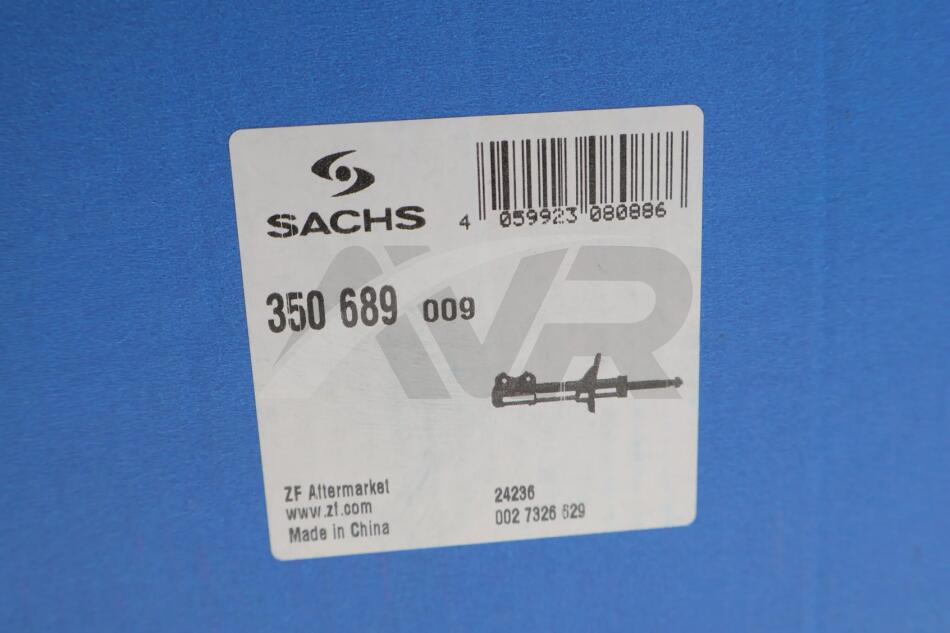 SACHS
4 059923 080886
350 689 009
AVR
ZF Aftermarket
www.zf.com
Made in China
24236
002 7326 629